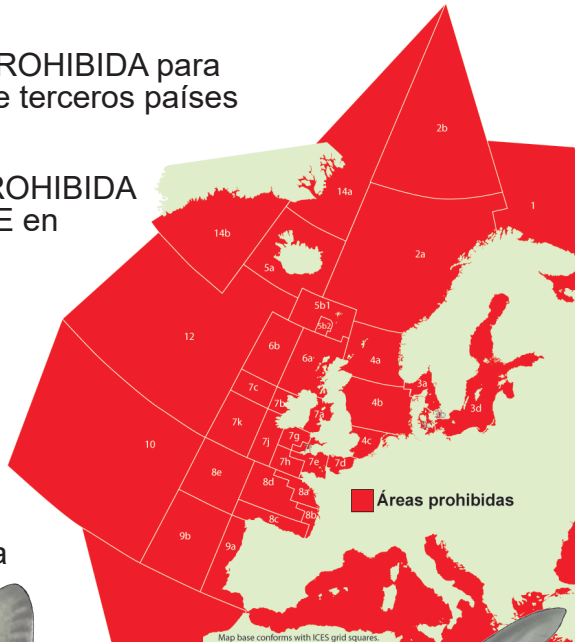 ROHIBIDA para
e terceros países
ROHIBIDA
E en
a
2b
1
14a
14b
2a
5a
5b1
5b2
12
6b
6a
4a
3a
7c
7b
7a
4b
3d
10
7k
7j
7g
4c
8e
7h
7e
7d
8d
8a
8b
8c
9b
9a
Áreas prohibidas
Map base conforms with ICES grid squares.